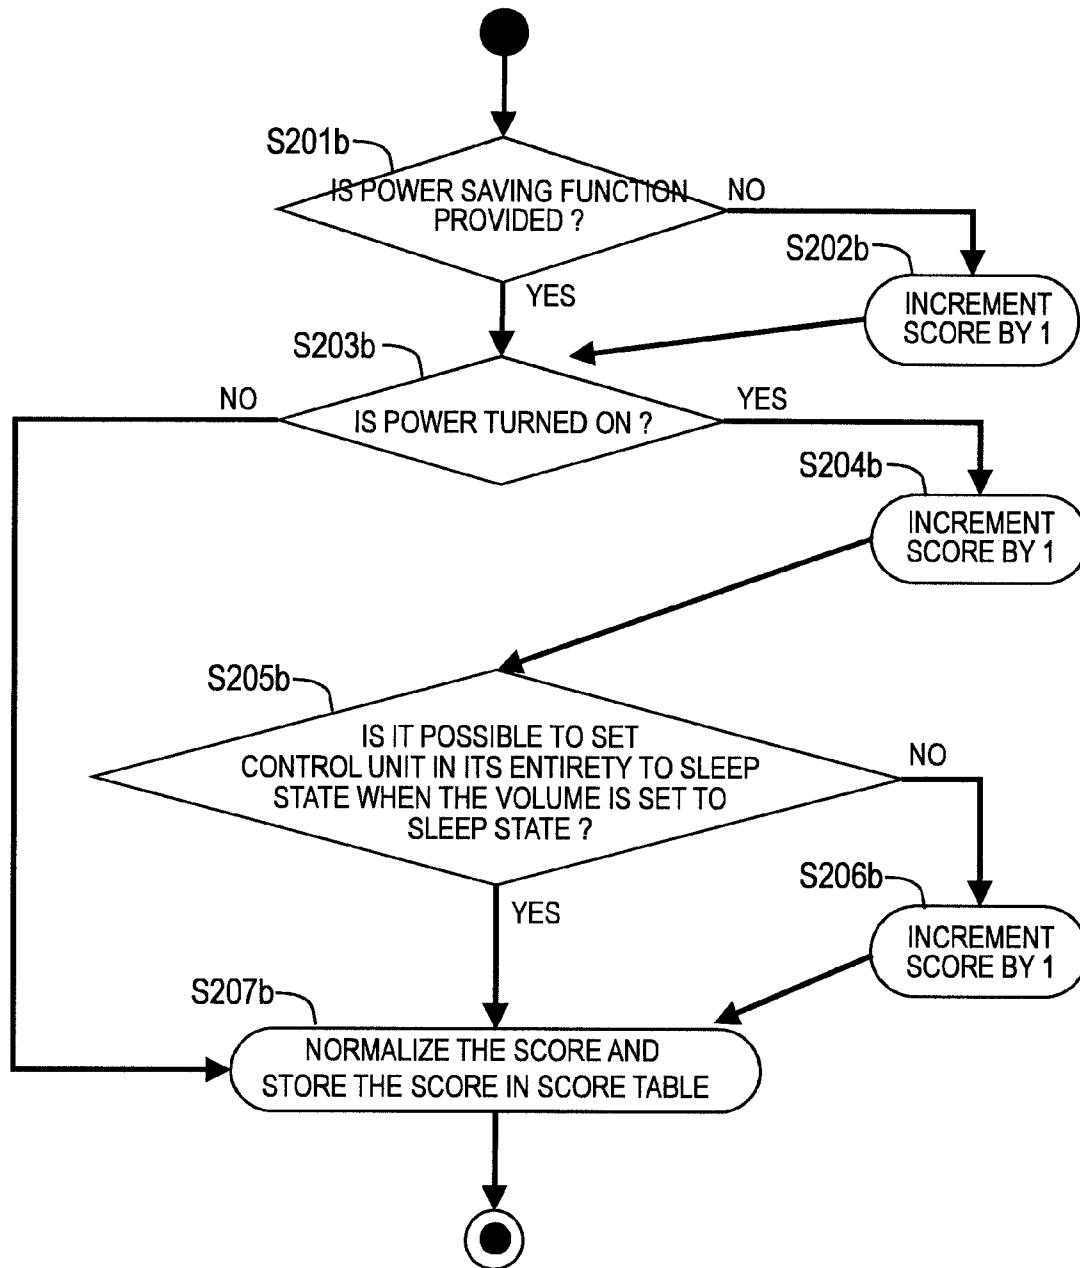 S201b
IS POWER SAVING FUNCTION
PROVIDED ?
NO
S202b
INCREMENT
SCORE BY 1
YES
S203b
NO
IS POWER TURNED ON ?
YES
S204b
INCREMENT
SCORE BY 1
S205b
IS IT POSSIBLE TO SET
CONTROL UNIT IN ITS ENTIRETY TO SLEEP
STATE WHEN THE VOLUME IS SET TO
SLEEP STATE ?
NO
S206b
INCREMENT
SCORE BY 1
YES
S207b
NORMALIZE THE SCORE AND
STORE THE SCORE IN SCORE TABLE